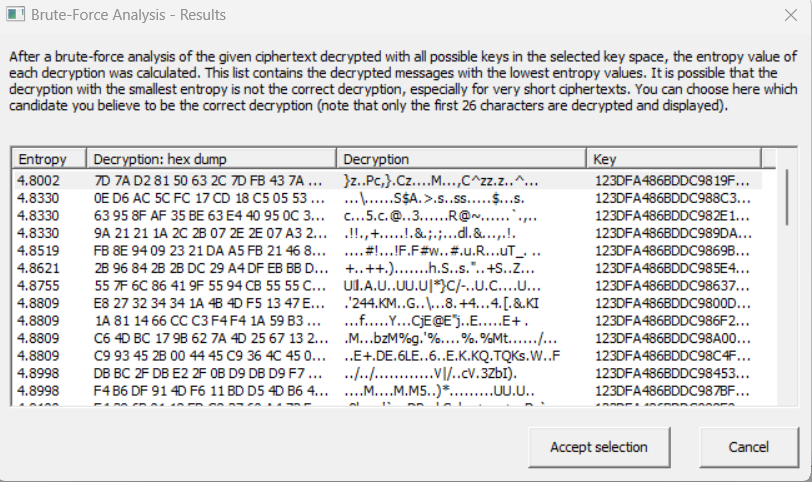 Brute-Force Analysis - Results
After a brute-force analysis of the given ciphertext decrypted with all possible keys in the selected key space, the entropy value of
each decryption was calculated. This list contains the decrypted messages with the lowest entropy values. It is possible that the
decryption with the smallest entropy is not the correct decryption, especially for very short ciphertexts. You can choose here which
candidate you believe to be the correct decryption (note that only the first 26 characters are decrypted and displayed).
Entropy Decryption: hex dump Decryption Key
4.8002 7D 7A D2 81 50 63 2C 7D FB 43 7A ... }z..Pc,}.Cz....M...,C^zz.z..^... 123DFA486BDDC9819F...
4.8330 0E D6 AC 5C FC 17 CD 18 C5 05 53 ... ...\......S$A.>.s..ss.....$...s. 123DFA486BDDC988C3...
4.8330 63 95 8F AF 35 BE 63 E4 40 95 0C 3... c...5.c.@..3......R@~......`.,.. 123DFA486BDDC982E1...
4.8330 9A 21 21 1A 2C 2B 07 2E 2E 07 A3 2... .!!.,+.....!.&.;.;...dl.&...,.!. 123DFA486BDDC989DA...
4.8519 FB 8E 94 09 23 21 DA A5 FB 21 46 8... ....#!...!F.F#w..#.u.R...uT_. .. 123DFA486BDDC9869B...
4.8621 2B 96 84 2B 2B DC 29 A4 DF EB BB D... +..++.).......h.S..s."..+S..Z... 123DFA486BDDC985E4...
4.8755 55 7F 6C 86 41 9F 55 94 CB 55 55 C... 123DFA486BDDC98637...
4.8809 E8 27 32 34 34 1A 4B 4D F5 13 47 E... .'244.KM..G..\...8.+4...4.[.&.KI 123DFA486BDDC9800D...
4.8809 1A 81 14 66 CC C3 F4 F4 1A 59 B3 ... ...f.....Y...CjE@E"j..E.....E+ . 123DFA486BDDC986F2...
4.8809 C6 4D BC 17 9B 62 7A 4D 25 67 13 2... .M...bzM%g.'%....%.%Mt....../... 123DFA486BDDC98A00...
4.8809 C9 93 45 2B 00 44 45 C9 36 4C 45 0... ..E+.DE.6LE..6..E.K.KQ.TQKs.W..F 123DFA486BDDC98C4F...
4.8998 DB BC 2F DB E2 2F 0B D9 DB D9 F7 ... ../../............V|/..cV.3ZbI). 123DFA486BDDC98453...
4.8998 F4 B6 DF 91 4D F6 11 BD D5 4D B6 4... ....M....M.M5..)*.........UU.U.. 123DFA486BDDC987BF...
Accept selection Cancel